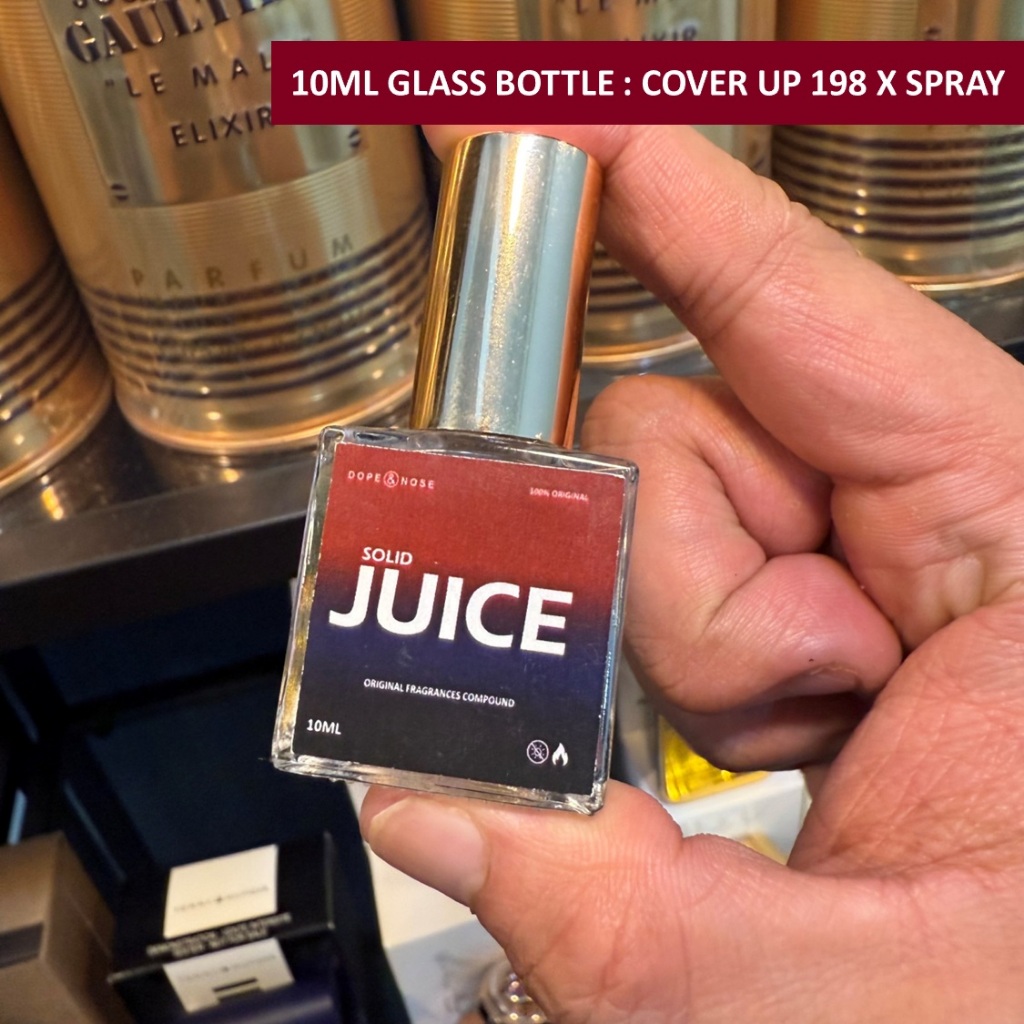 GAULTIER
"LE MAL
ELIXIR
PARFUM
10ML GLASS BOTTLE : COVER UP 198 X SPRAY
DOPE & NOSE
100% ORIGINAL
SOLID
JUICE
ORIGINAL FRAGRANCES COMPOUND
10ML